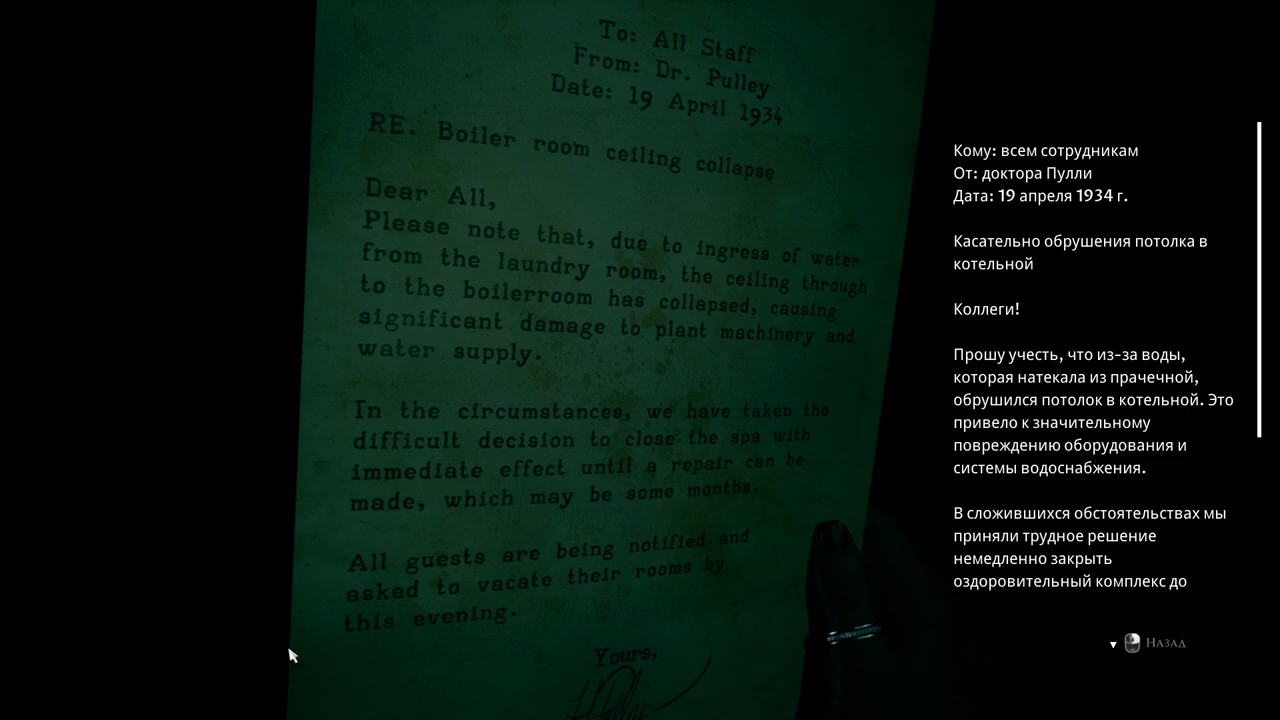 To: All Staff
From: Dr. Pulley
Date: 19 April 1934
RE. Boiler room ceiling collapse
Dear All,
Please note that, due to ingress of water
from the laundry room, the ceiling through
to the boilerroom has collapsed, causing
significant damage to plant machinery and
water supply.
In the circumstances, we have taken the
difficult decision to close the spa with
immediate effect until a repair can be
made, which may be some months.
All guests are being notified and
asked to vacate their rooms by
this evening.
Yours,
Кому: всем сотрудникам
От: доктора Пулли
Дата: 19 апреля 1934 г.
Касательно обрушения потолка в
котельной
Коллеги!
Прошу учесть, что из-за воды,
которая натекала из прачечной,
обрушился потолок в котельной. Это
привело к значительному
повреждению оборудования и
системы водоснабжения.
В сложившихся обстоятельствах мы
приняли трудное решение
немедленно закрыть
оздоровительный комплекс до
Назад